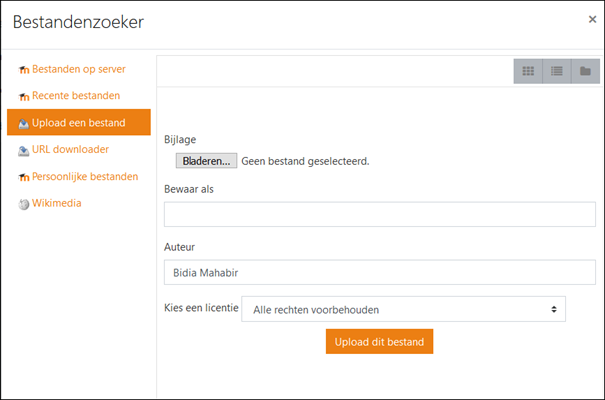 Bestandenzoeker
×
Bestanden op server
Recente bestanden
Upload een bestand
URL downloader
Persoonlijke bestanden
Wikimedia
Bijlage
Bladeren... Geen bestand geselecteerd.
Bewaar als
Auteur
Bidia Mahabir
Kies een licentie Alle rechten voorbehouden
Upload dit bestand